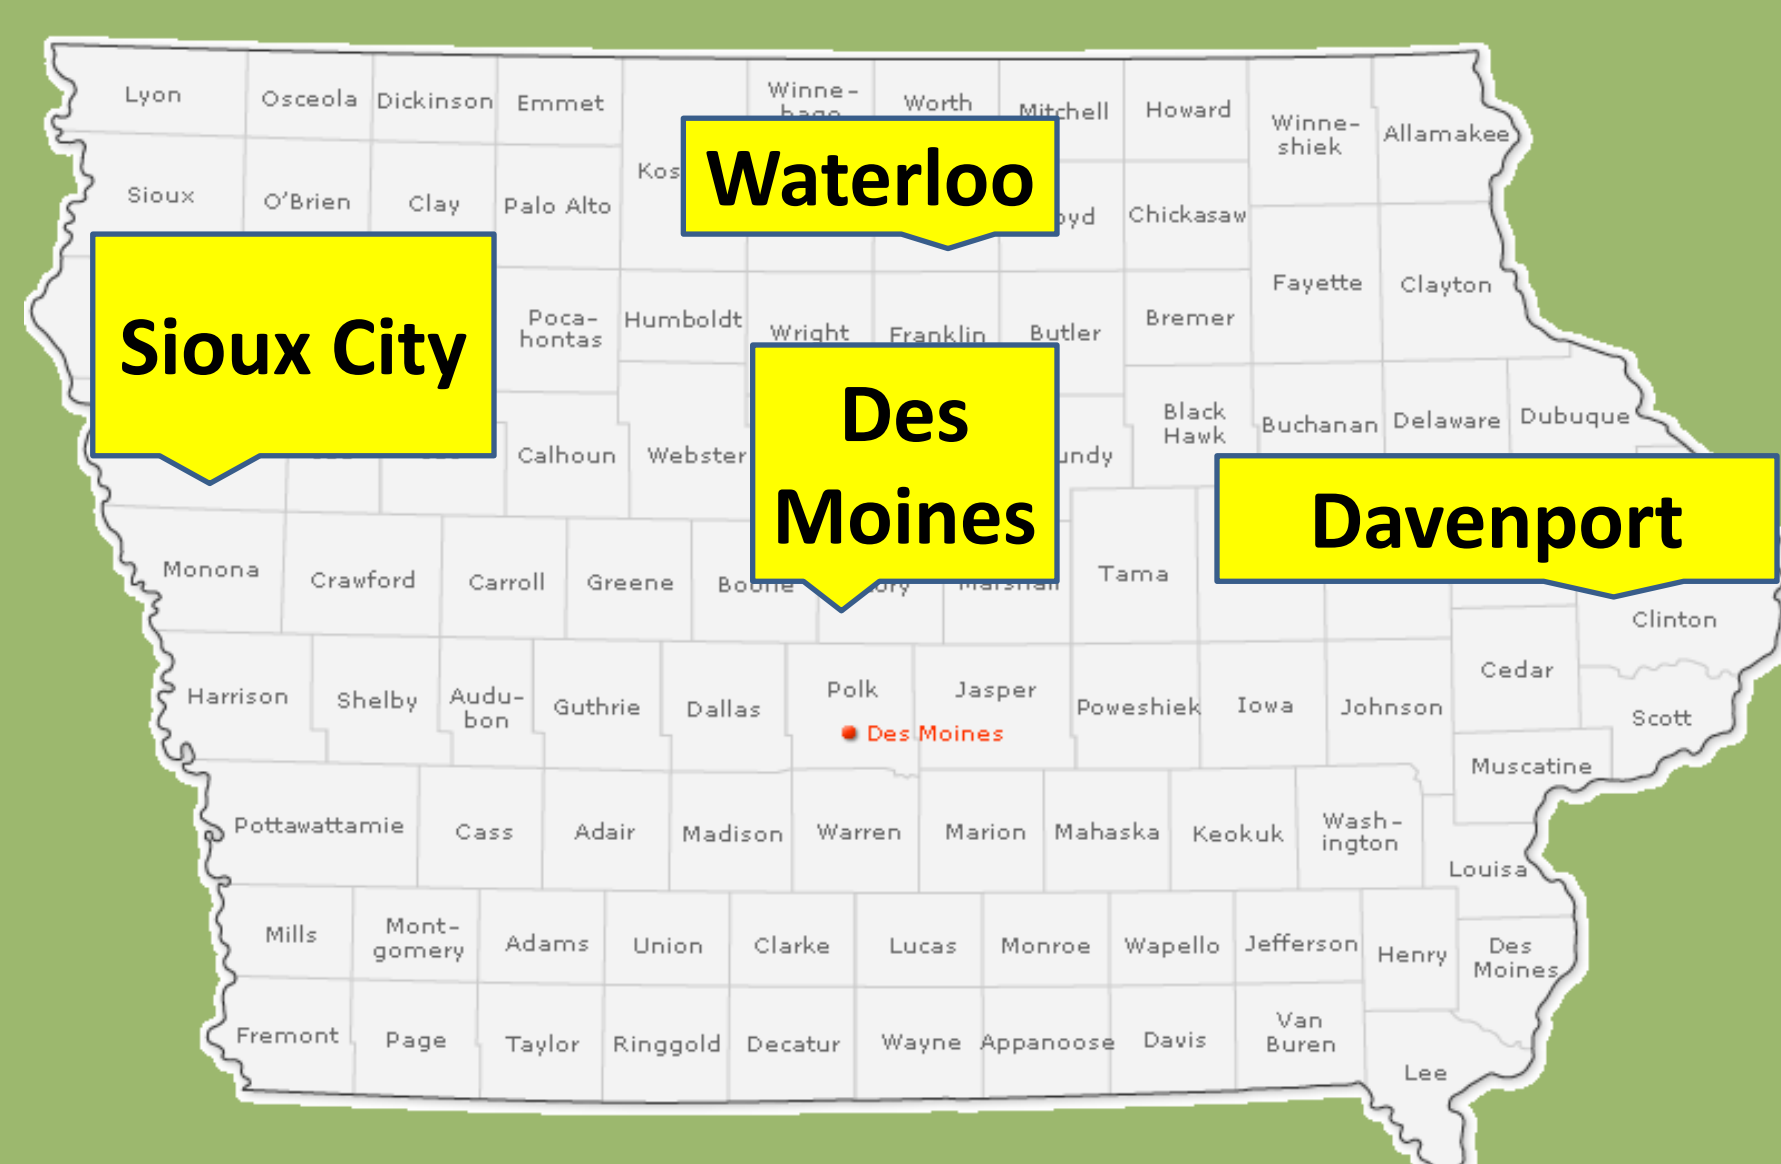 Lyon
Osceola
Dickinson
Emmet
Winne-
Worth
Mitchell
Howard
Winne-
shiek
Allamakee
Sioux
O'Brien
Clay
Palo Alto
Kos
Waterloo
oyd
Chickasaw
Sioux City
Poca-
hontas
Humboldt
Wright
Franklin
Butler
Bremer
Fayette
Clayton
Calhoun
Webster
Des
Moines
undy
Black
Hawk
Buchanan
Delaware
Dubuque
Davenport
Monona
Crawford
Carroll
Greene
Boone
ory
Marshall
Tama
Clinton
Cedar
Harrison
Shelby
Audu-
bon
Guthrie
Dallas
Polk
Jasper
Des Moines
Poweshiek
Iowa
Johnson
Scott
Muscatine
Pottawattamie
Cass
Adair
Madison
Warren
Marion
Mahaska
Keokuk
Wash-
ington
Louisa
Mills
Mont-
gomery
Adams
Union
Clarke
Lucas
Monroe
Wapello
Jefferson
Henry
Des
Moines
Fremont
Page
Taylor
Ringgold
Decatur
Wayne
Appanoose
Davis
Van
Buren
Lee